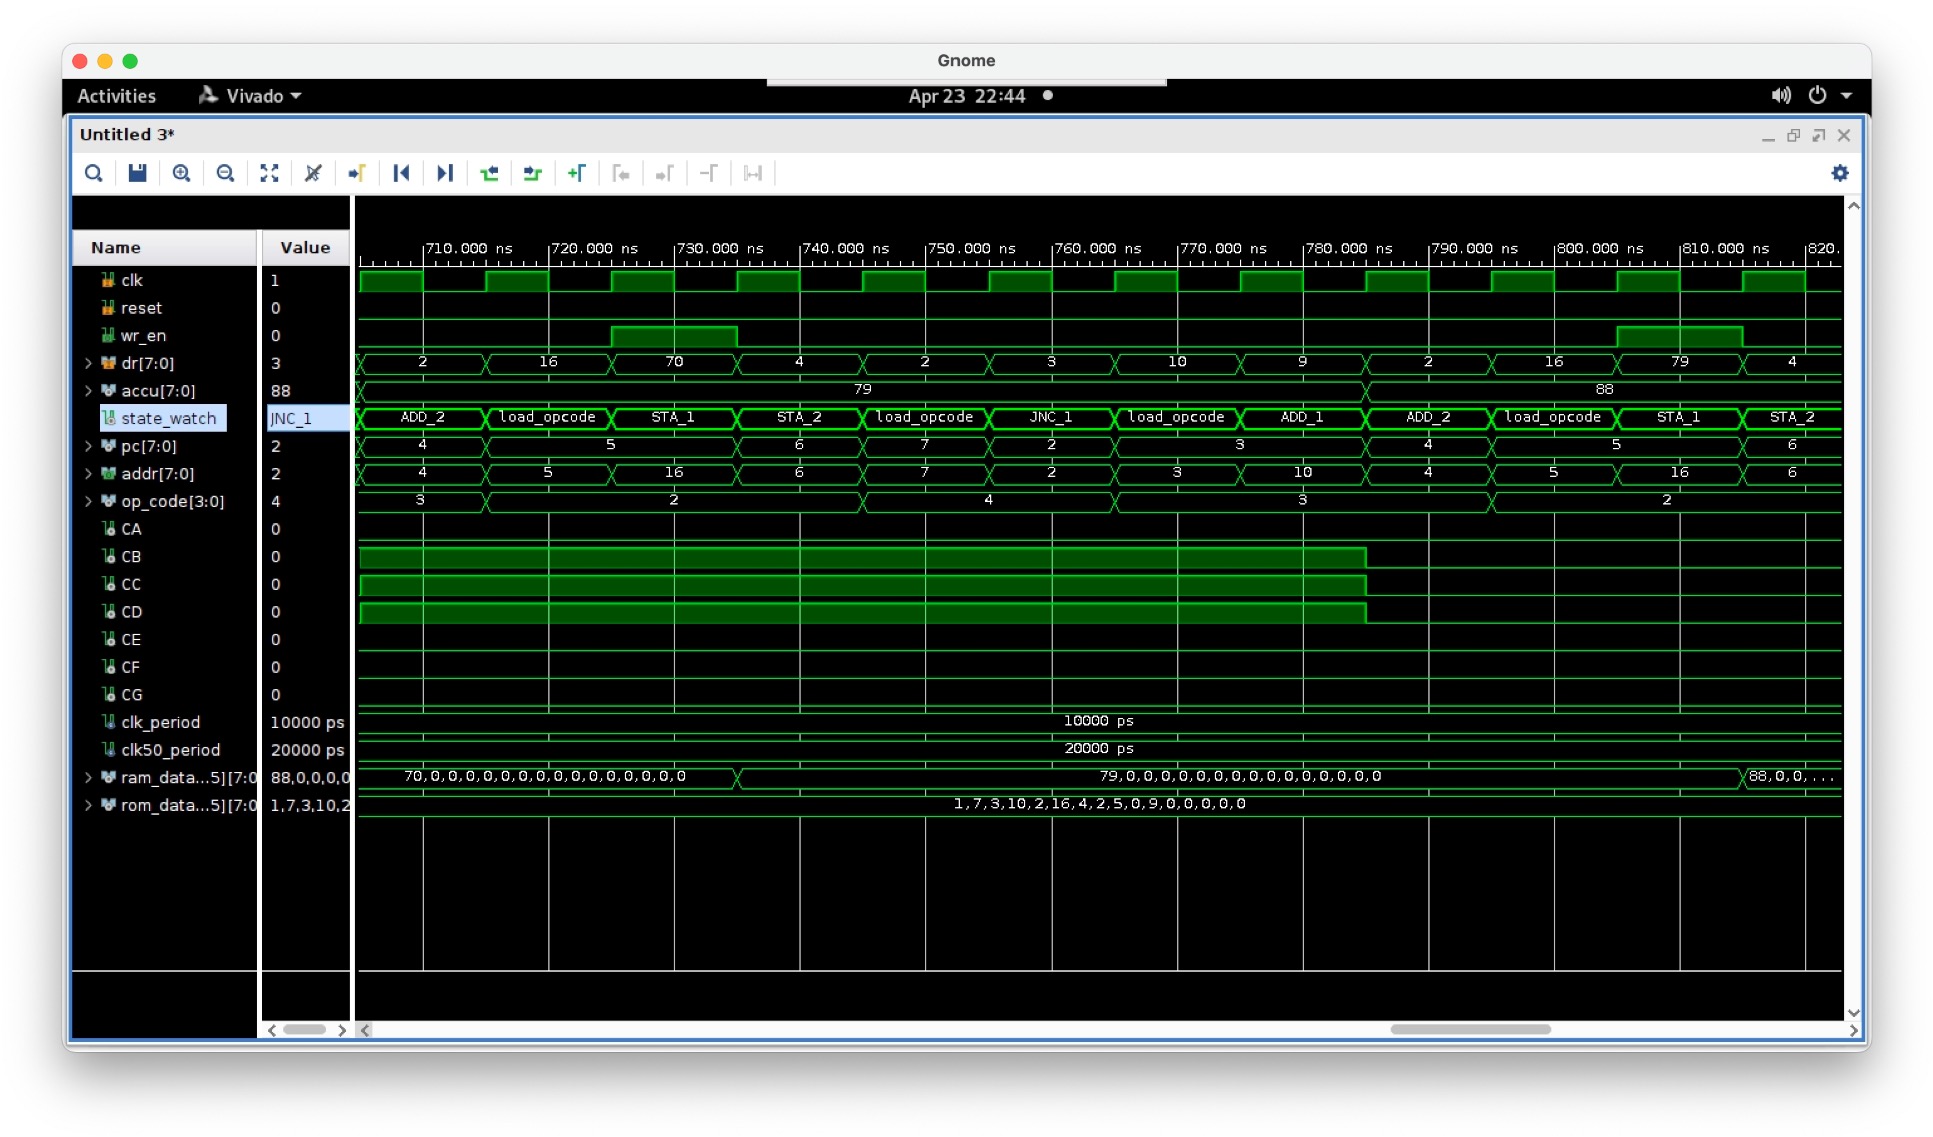 Gnome
Activities Vivado Apr 23 22:44
Untitled 3*
Name Value 710.000 ns 720.000 ns 730.000 ns 740.000 ns 750.000 ns 760.000 ns 770.000 ns 780.000 ns 790.000 ns 800.000 ns 810.000 ns 820.
clk 1
reset 0
wr_en 0
dr[7:0] 3 2 16 70 4 2 3 10 9 2 16 79 4
accu[7:0] 88 79 88
state_watch JNC_1 ADD_2 load_opcode STA_1 STA_2 load_opcode JNC_1 load_opcode ADD_1 ADD_2 load_opcode STA_1 STA_2
pc[7:0] 2 4 5 6 7 2 3 4 5 6
addr[7:0] 2 4 5 16 6 7 2 3 10 4 5 16 6
op_code[3:0] 4 3 2 4 3 2
CA 0
CB 0
CC 0
CD 0
CE 0
CF 0
CG 0
clk_period 10000 ps 10000 ps
clk50_period 20000 ps 20000 ps
ram_data...5][7:0 88,0,0,0,0 70,0,0,0,0,0,0,0,0,0,0,0,0,0,0,0 79,0,0,0,0,0,0,0,0,0,0,0,0,0,0,0 88,0,0,...
rom_data...5][7:0 1,7,3,10,2 1,7,3,10,2,16,4,2,5,0,9,0,0,0,0,0